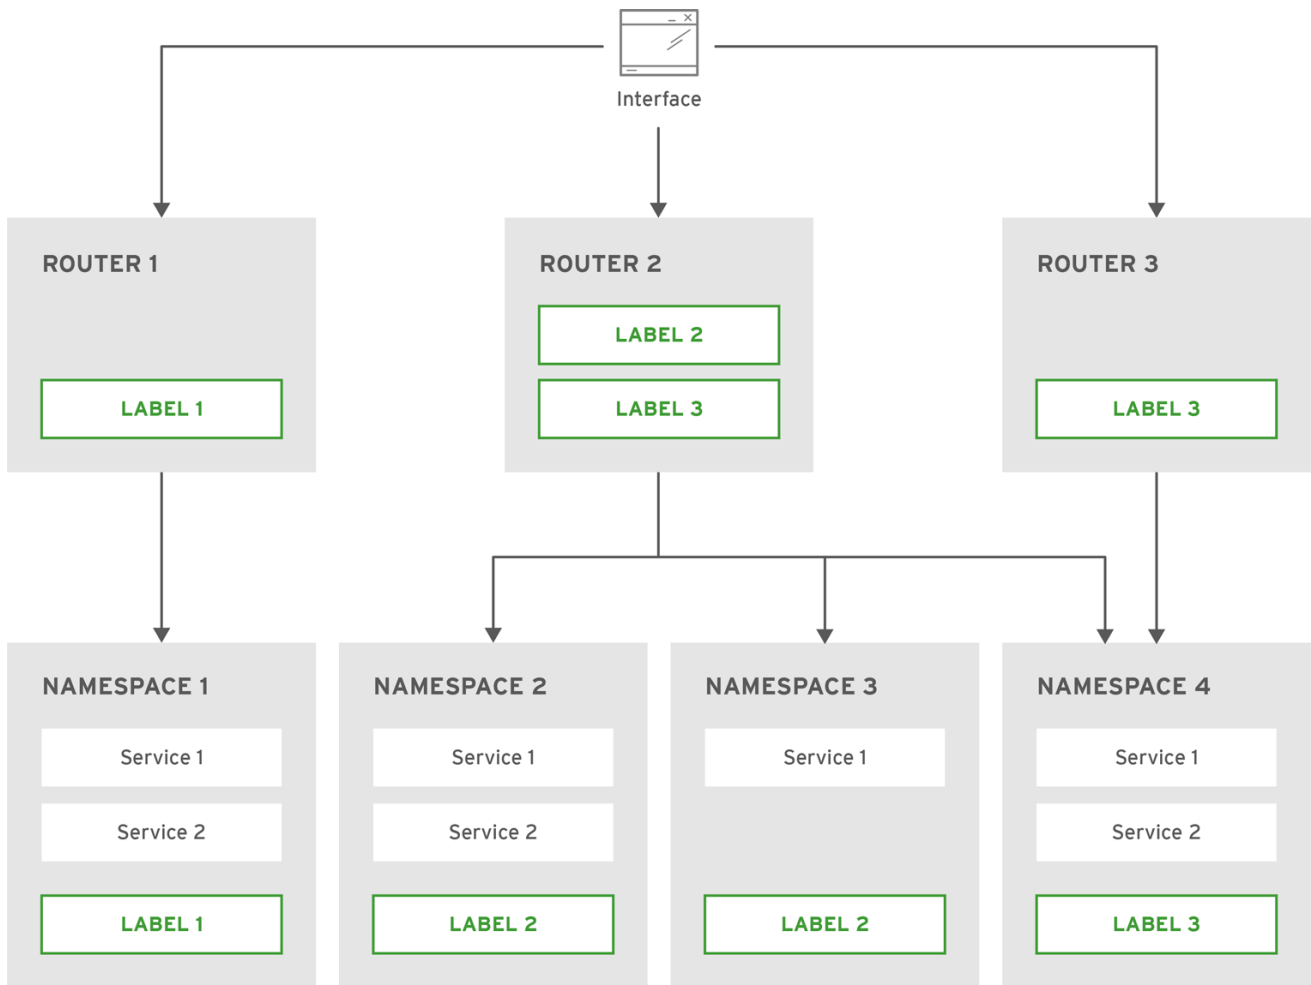 Interface
ROUTER 1
LABEL 1
ROUTER 2
LABEL 2
LABEL 3
ROUTER 3
LABEL 3
NAMESPACE 1
Service 1
Service 2
LABEL 1
NAMESPACE 2
Service 1
Service 2
LABEL 2
NAMESPACE 3
Service 1
LABEL 2
NAMESPACE 4
Service 1
Service 2
LABEL 3